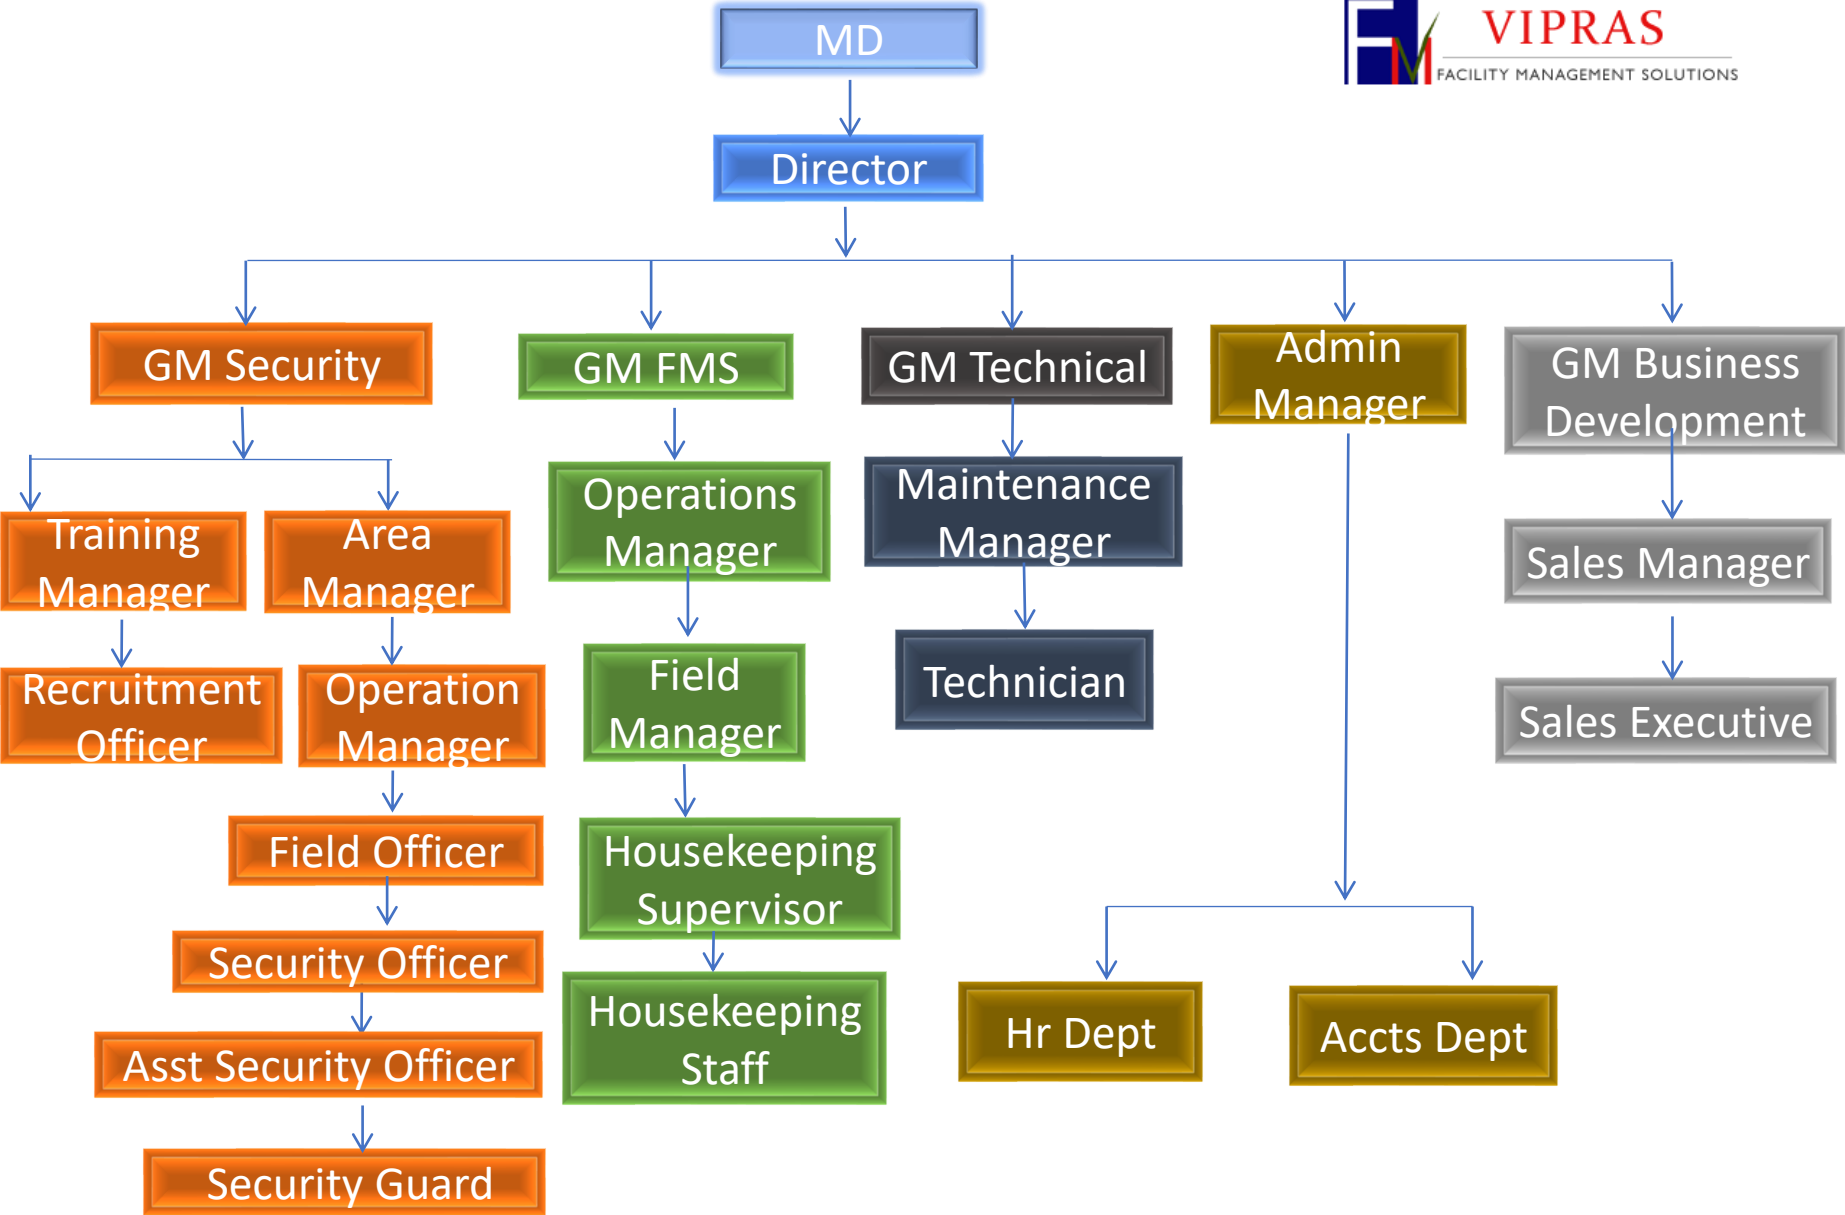 MD
VIPRAS
FACILITY MANAGEMENT SOLUTIONS
Director
GM Security
GM FMS
GM Technical
Admin
Manager
GM Business
Development
Training
Manager
Area
Manager
Operations
Manager
Maintenance
Manager
Sales Manager
Recruitment
Officer
Operation
Manager
Field
Manager
Technician
Sales Executive
Field Officer
Housekeeping
Supervisor
Security Officer
Asst Security Officer
Housekeeping
Staff
Hr Dept
Accts Dept
Security Guard